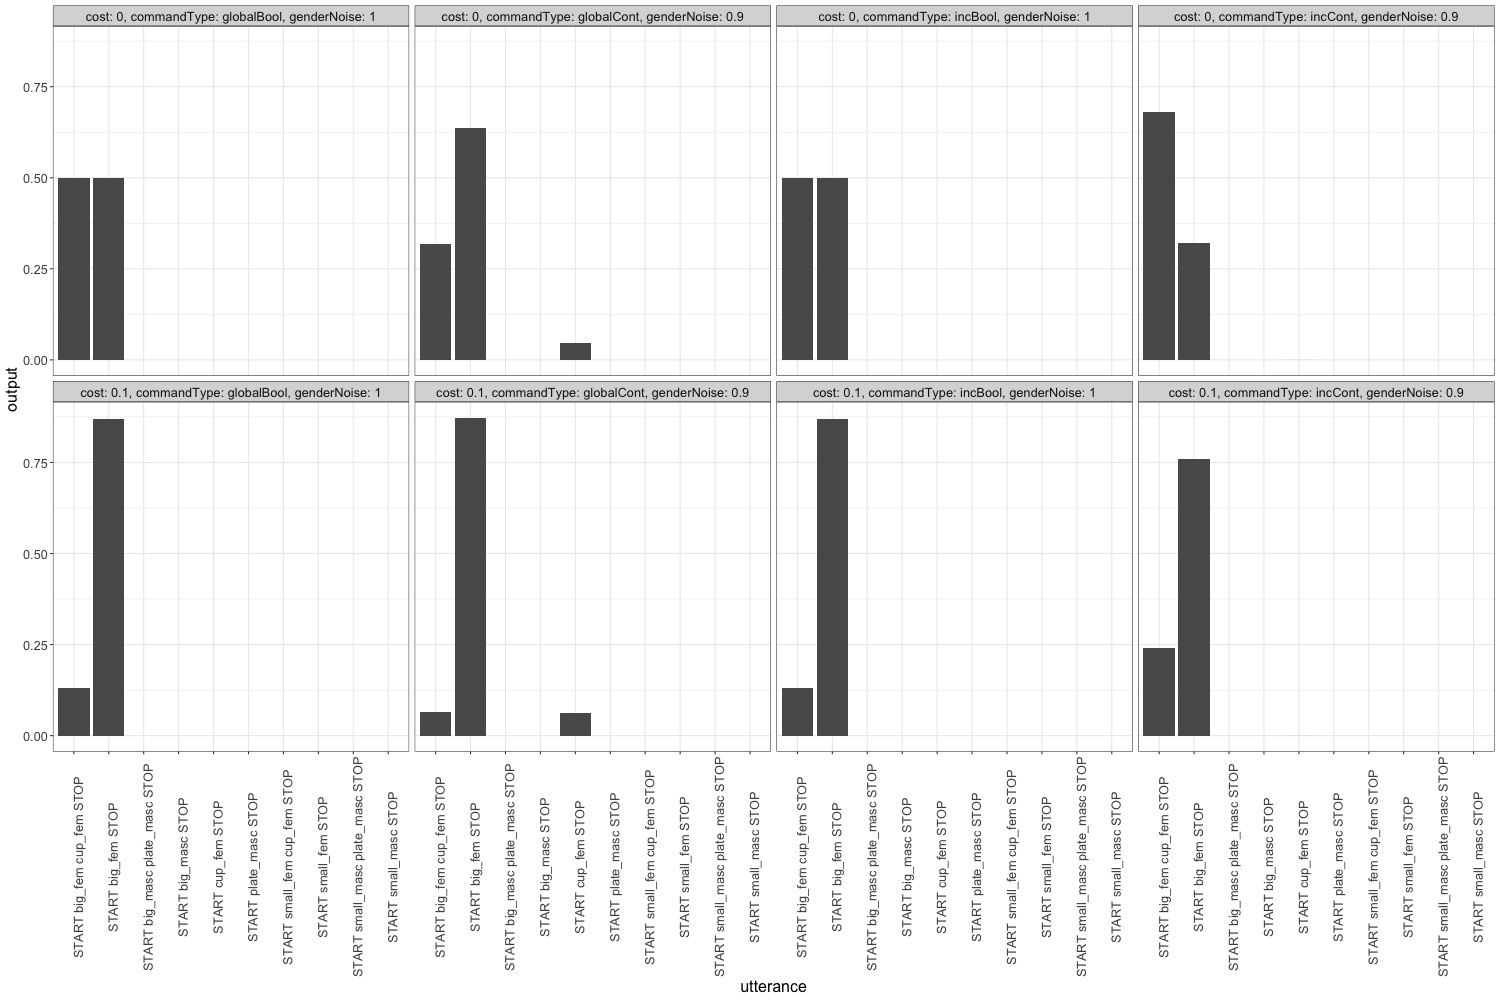 cost: 0, commandType: globalBool, genderNoise: 1
cost: 0, commandType: globalCont, genderNoise: 0.9
cost: 0, commandType: incBool, genderNoise: 1
cost: 0, commandType: incCont, genderNoise: 0.9
0.75
0.50
0.25
0.00
output
cost: 0.1, commandType: globalBool, genderNoise: 1
cost: 0.1, commandType: globalCont, genderNoise: 0.9
cost: 0.1, commandType: incBool, genderNoise: 1
cost: 0.1, commandType: incCont, genderNoise: 0.9
0.75
0.50
0.25
0.00
START big_fem cup_fem STOP
START big_fem STOP
START big_masc plate_masc STOP
START big_masc STOP
START cup_fem STOP
START plate_masc STOP
START small_fem cup_fem STOP
START small_fem STOP
START small_masc plate_masc STOP
START small_masc STOP
START big_fem cup_fem STOP
START big_fem STOP
START big_masc plate_masc STOP
START big_masc STOP
START cup_fem STOP
START plate_masc STOP
START small_fem cup_fem STOP
START small_fem STOP
START small_masc plate_masc STOP
START small_masc STOP
START big_fem cup_fem STOP
START big_fem STOP
START big_masc plate_masc STOP
START big_masc STOP
START cup_fem STOP
START plate_masc STOP
START small_fem cup_fem STOP
START small_fem STOP
START small_masc plate_masc STOP
START small_masc STOP
START big_fem cup_fem STOP
START big_fem STOP
START big_masc plate_masc STOP
START big_masc STOP
START cup_fem STOP
START plate_masc STOP
START small_fem cup_fem STOP
START small_fem STOP
START small_masc plate_masc STOP
START small_masc STOP
utterance